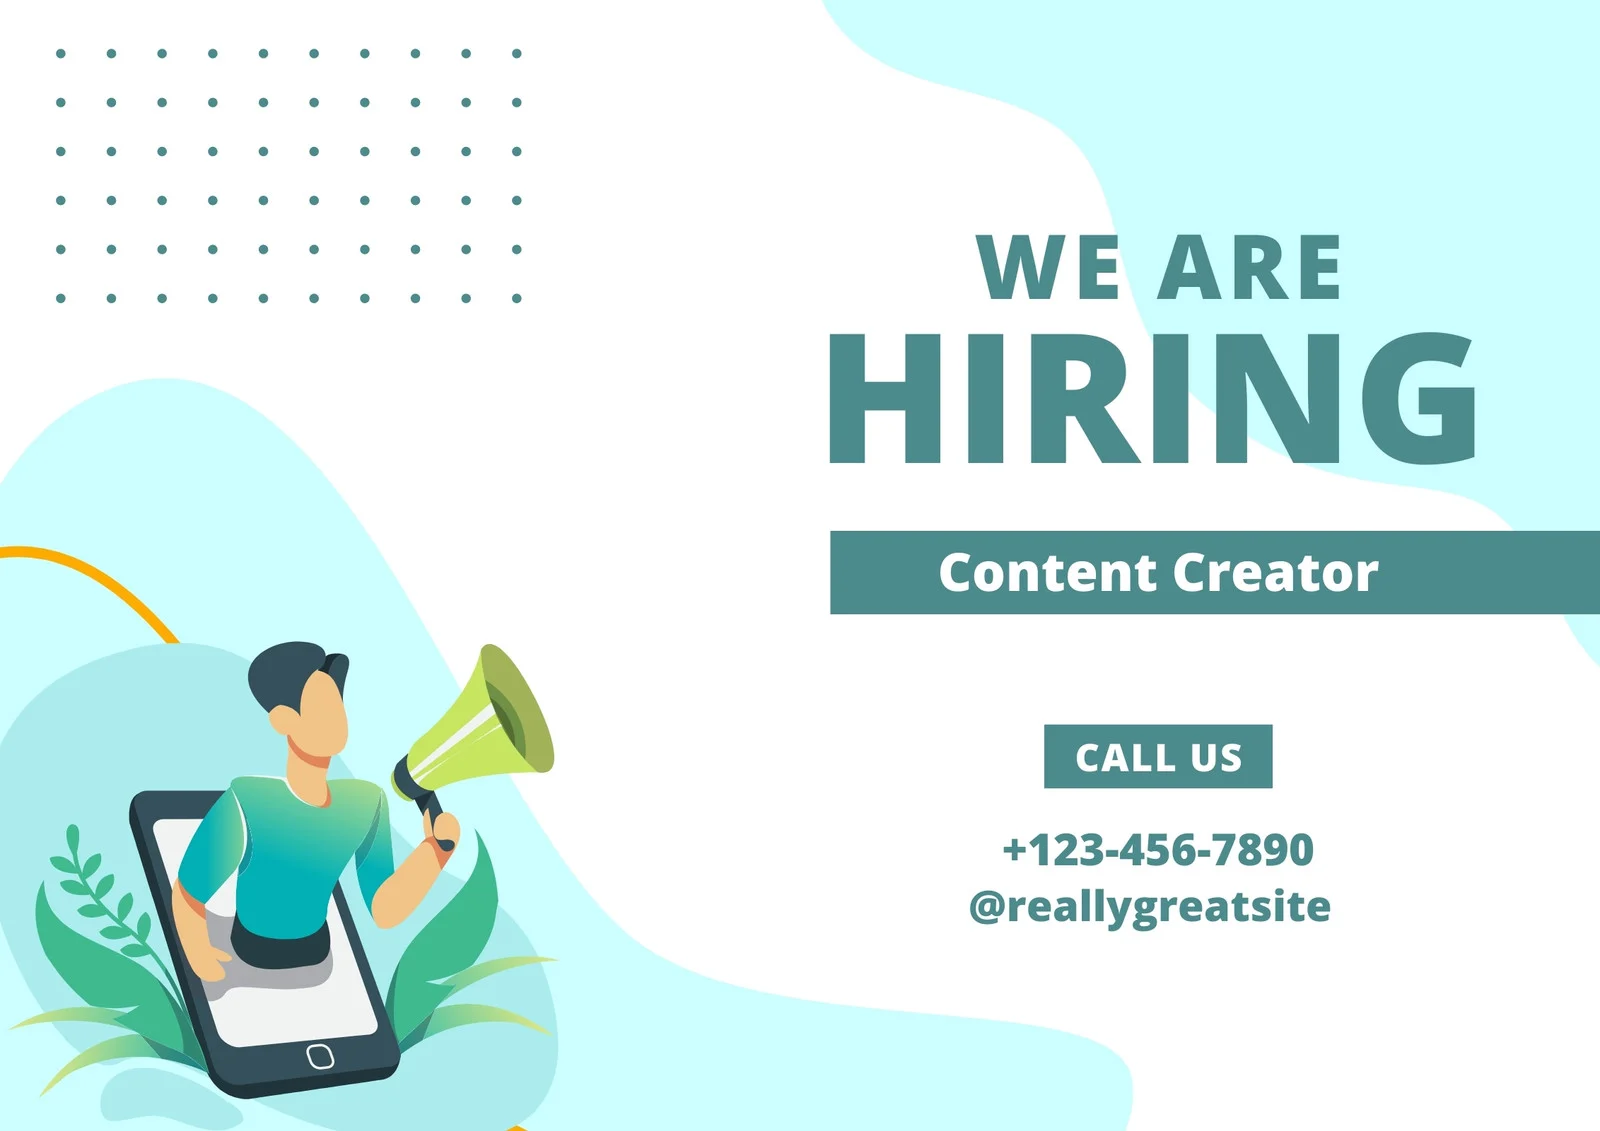 WE ARE
HIRING
Content Creator
CALL US
+123-456-7890
@reallygreatsite